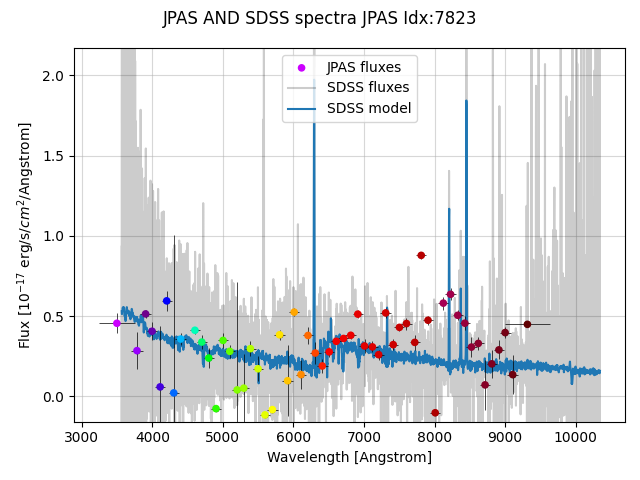 JPAS AND SDSS spectra JPAS Idx:7823
JPAS fluxes
SDSS fluxes
SDSS model
2.0
1.5
1.0
0.5
0.0
Flux [10⁻¹⁷ erg/s/cm²/Angstrom]
3000 4000 5000 6000 7000 8000 9000 10000
Wavelength [Angstrom]